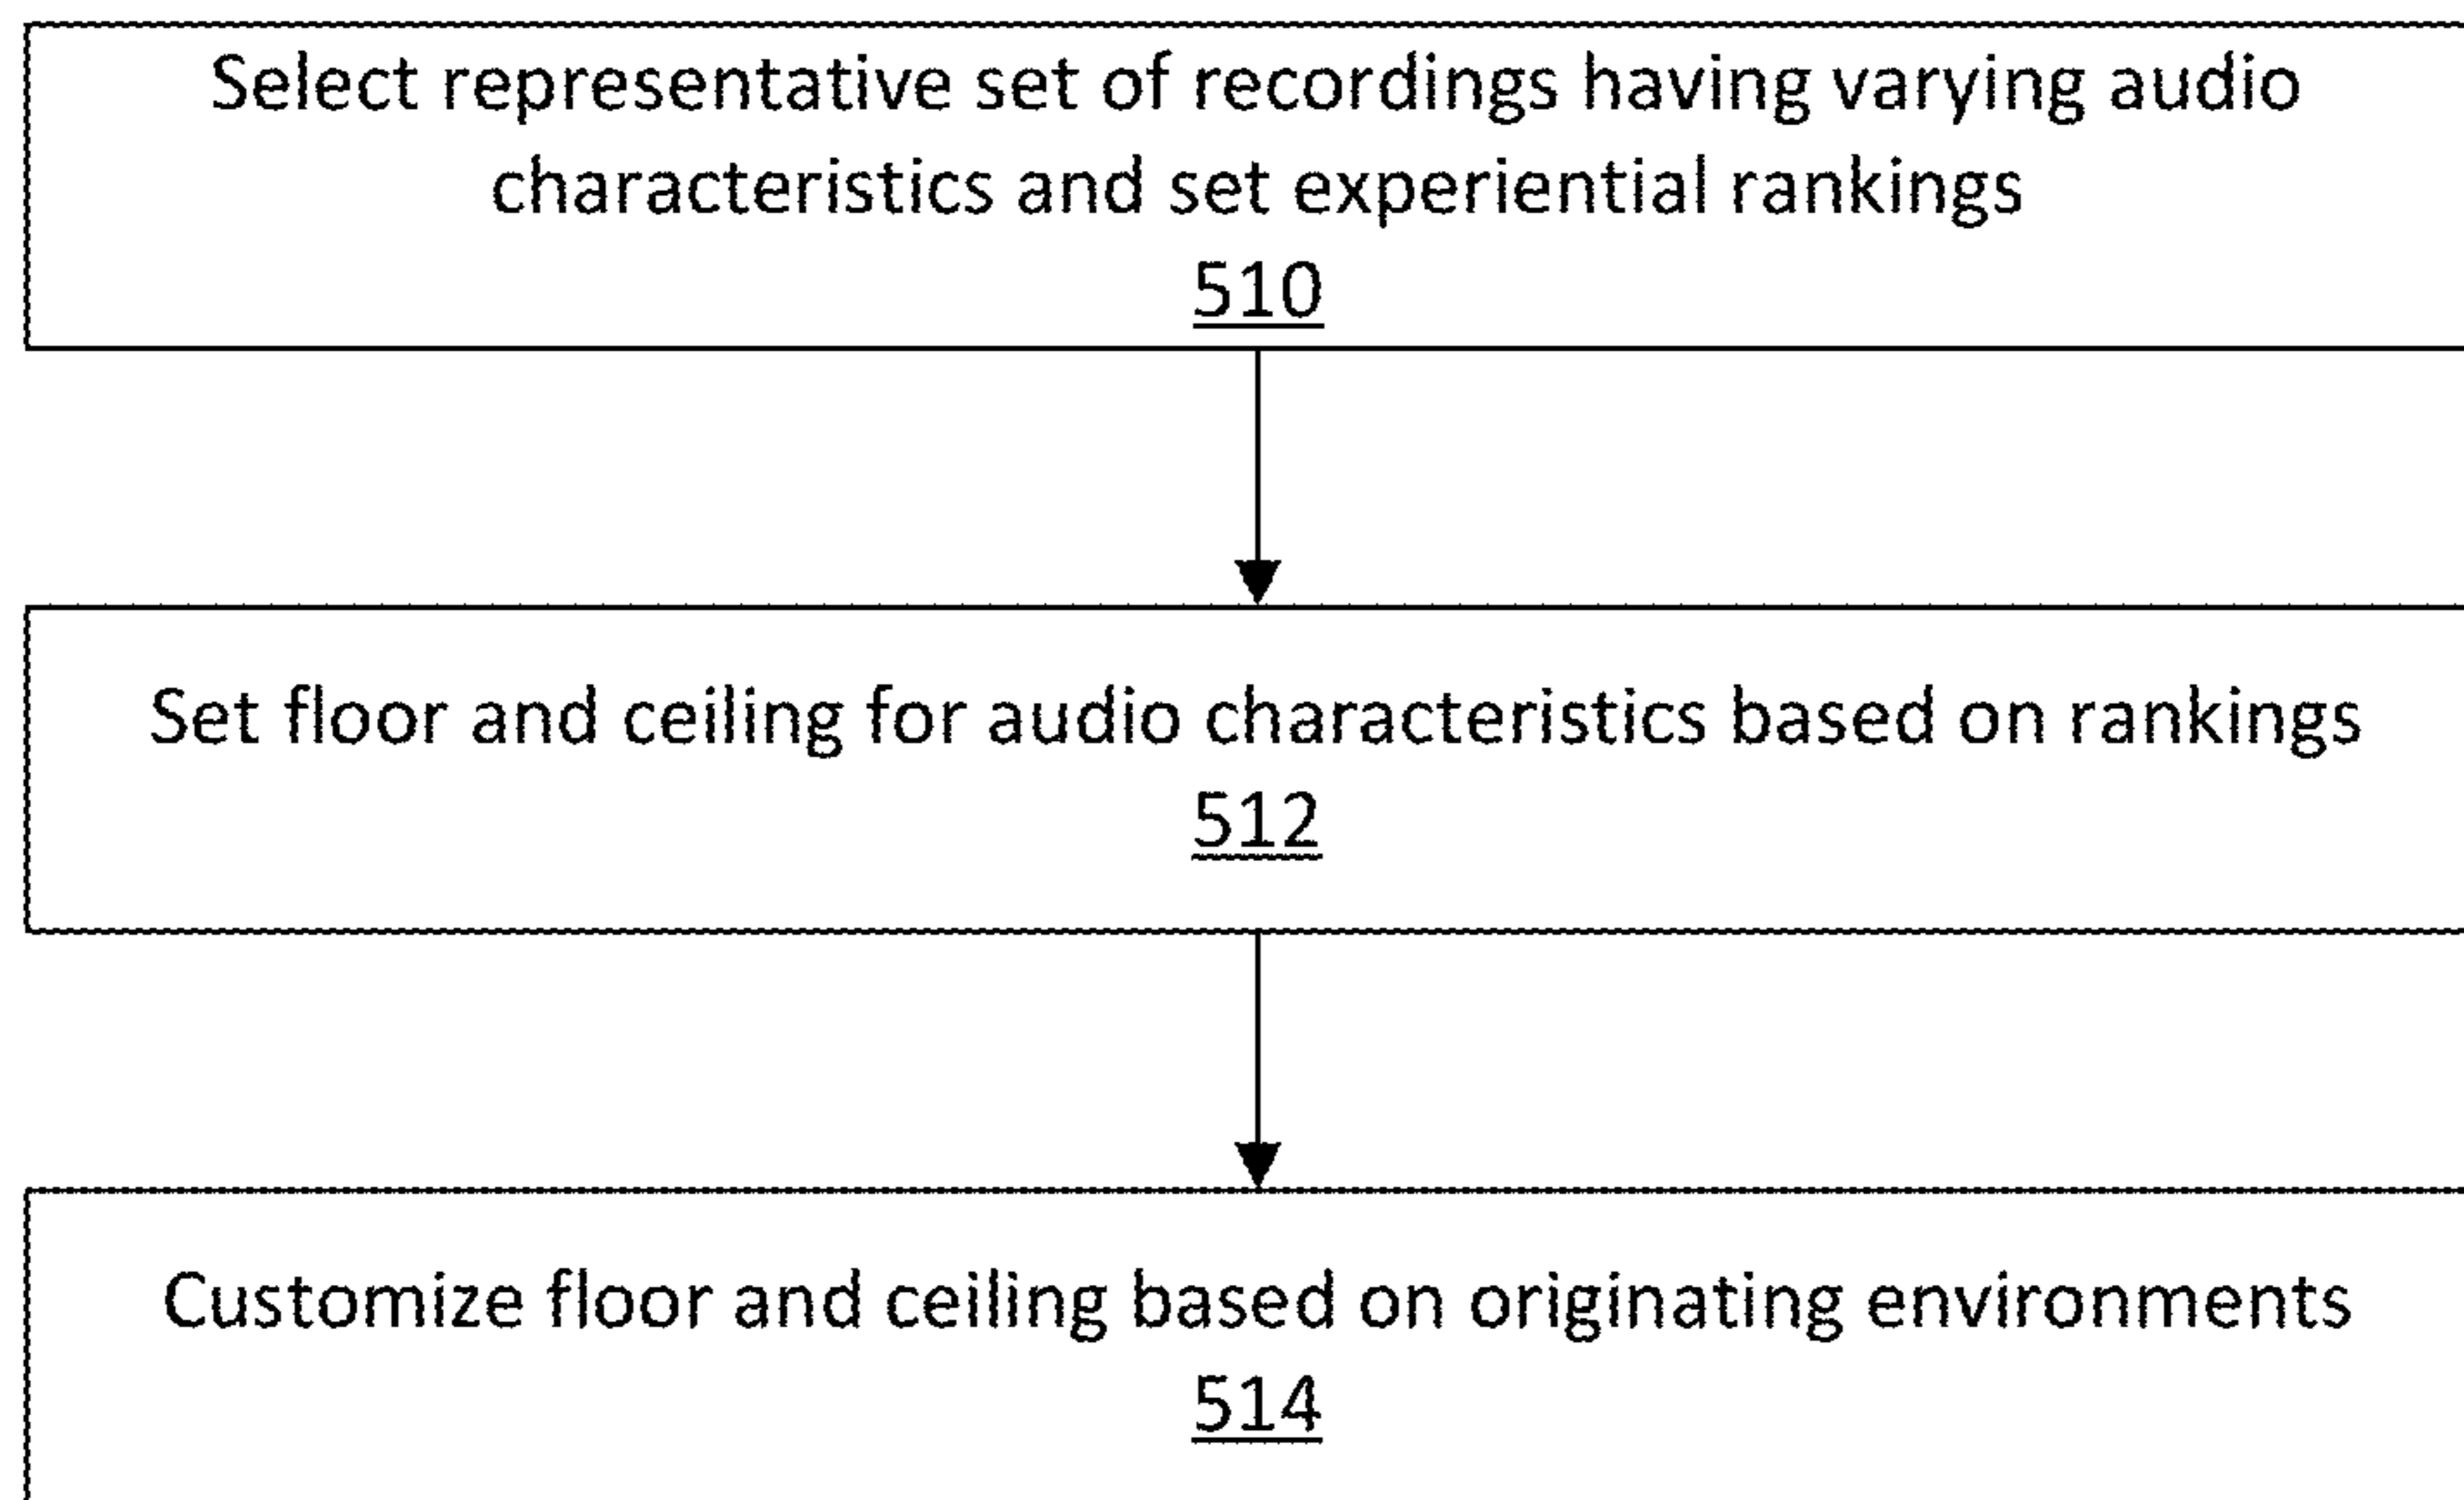 Select representative set of recordings having varying audio
characteristics and set experiential rankings
510
Set floor and ceiling for audio characteristics based on rankings
512
Customize floor and ceiling based on originating environments
514